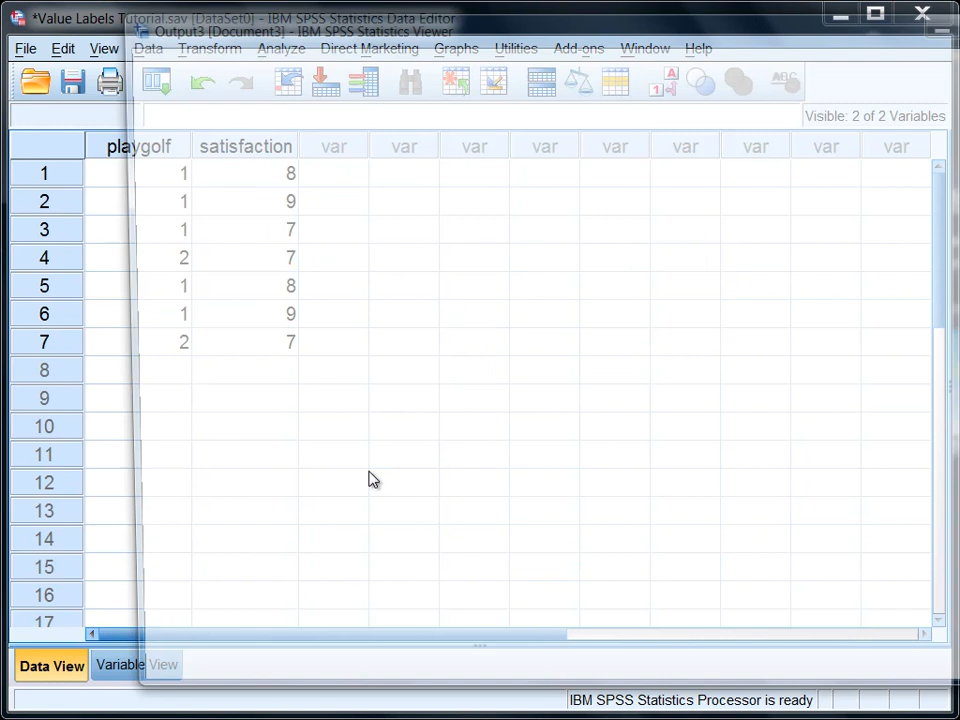 *Value Labels Tutorial.sav [DataSet0] - IBM SPSS Statistics Data Editor
Output3 [Document3] - IBM SPSS Statistics Viewer
File Edit View Data Transform Analyze Direct Marketing Graphs Utilities Add-ons Window Help
1 A ABC
Visible: 2 of 2 Variables
playgolf satisfaction var var var var var var var var var
1 1 8
2 1 9
3 1 7
4 2 7
5 1 8
6 1 9
7 2 7
8
9
10
11
12
13
14
15
16
17
Data View Variable View
IBM SPSS Statistics Processor is ready